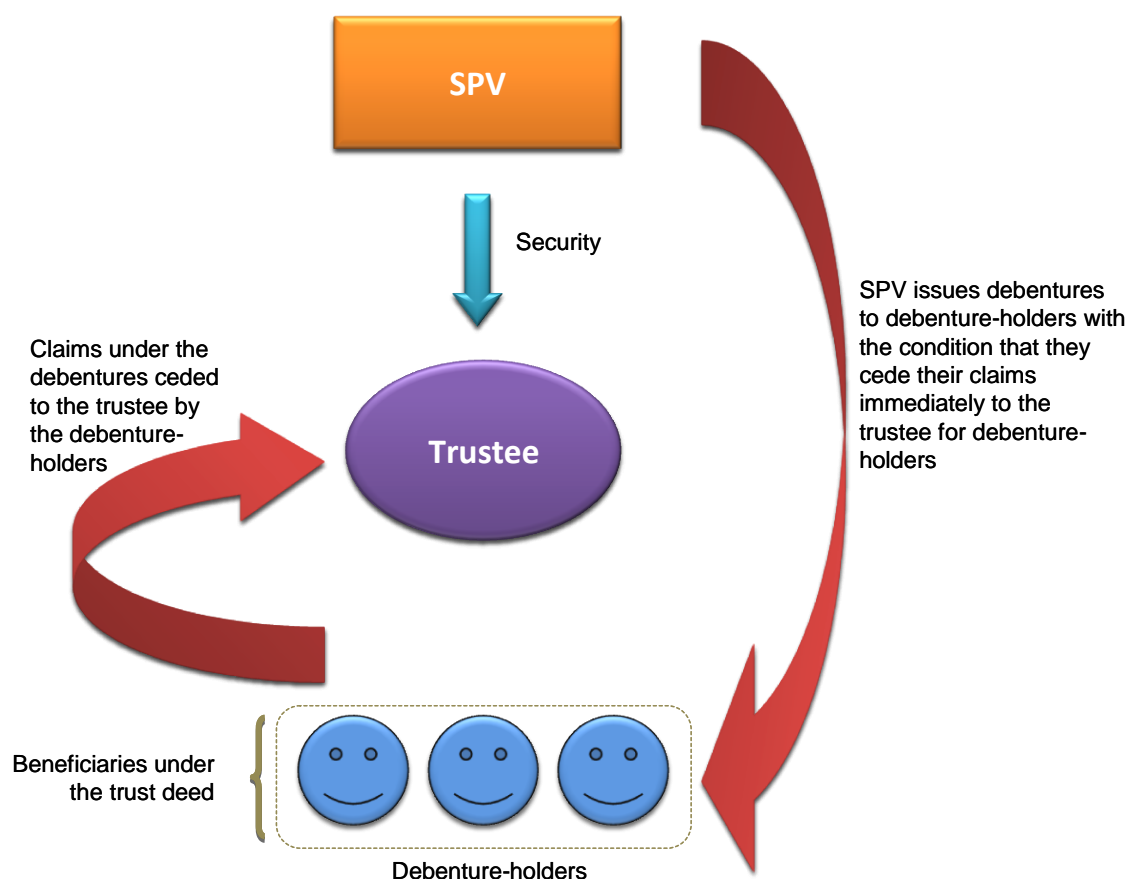 SPV
Security
SPV issues debentures
to debenture-holders with
the condition that they
cede their claims
immediately to the
trustee for debenture-
holders
Claims under the
debentures ceded
to the trustee by
the debenture-
holders
Trustee
Beneficiaries under
the trust deed
Debenture-holders